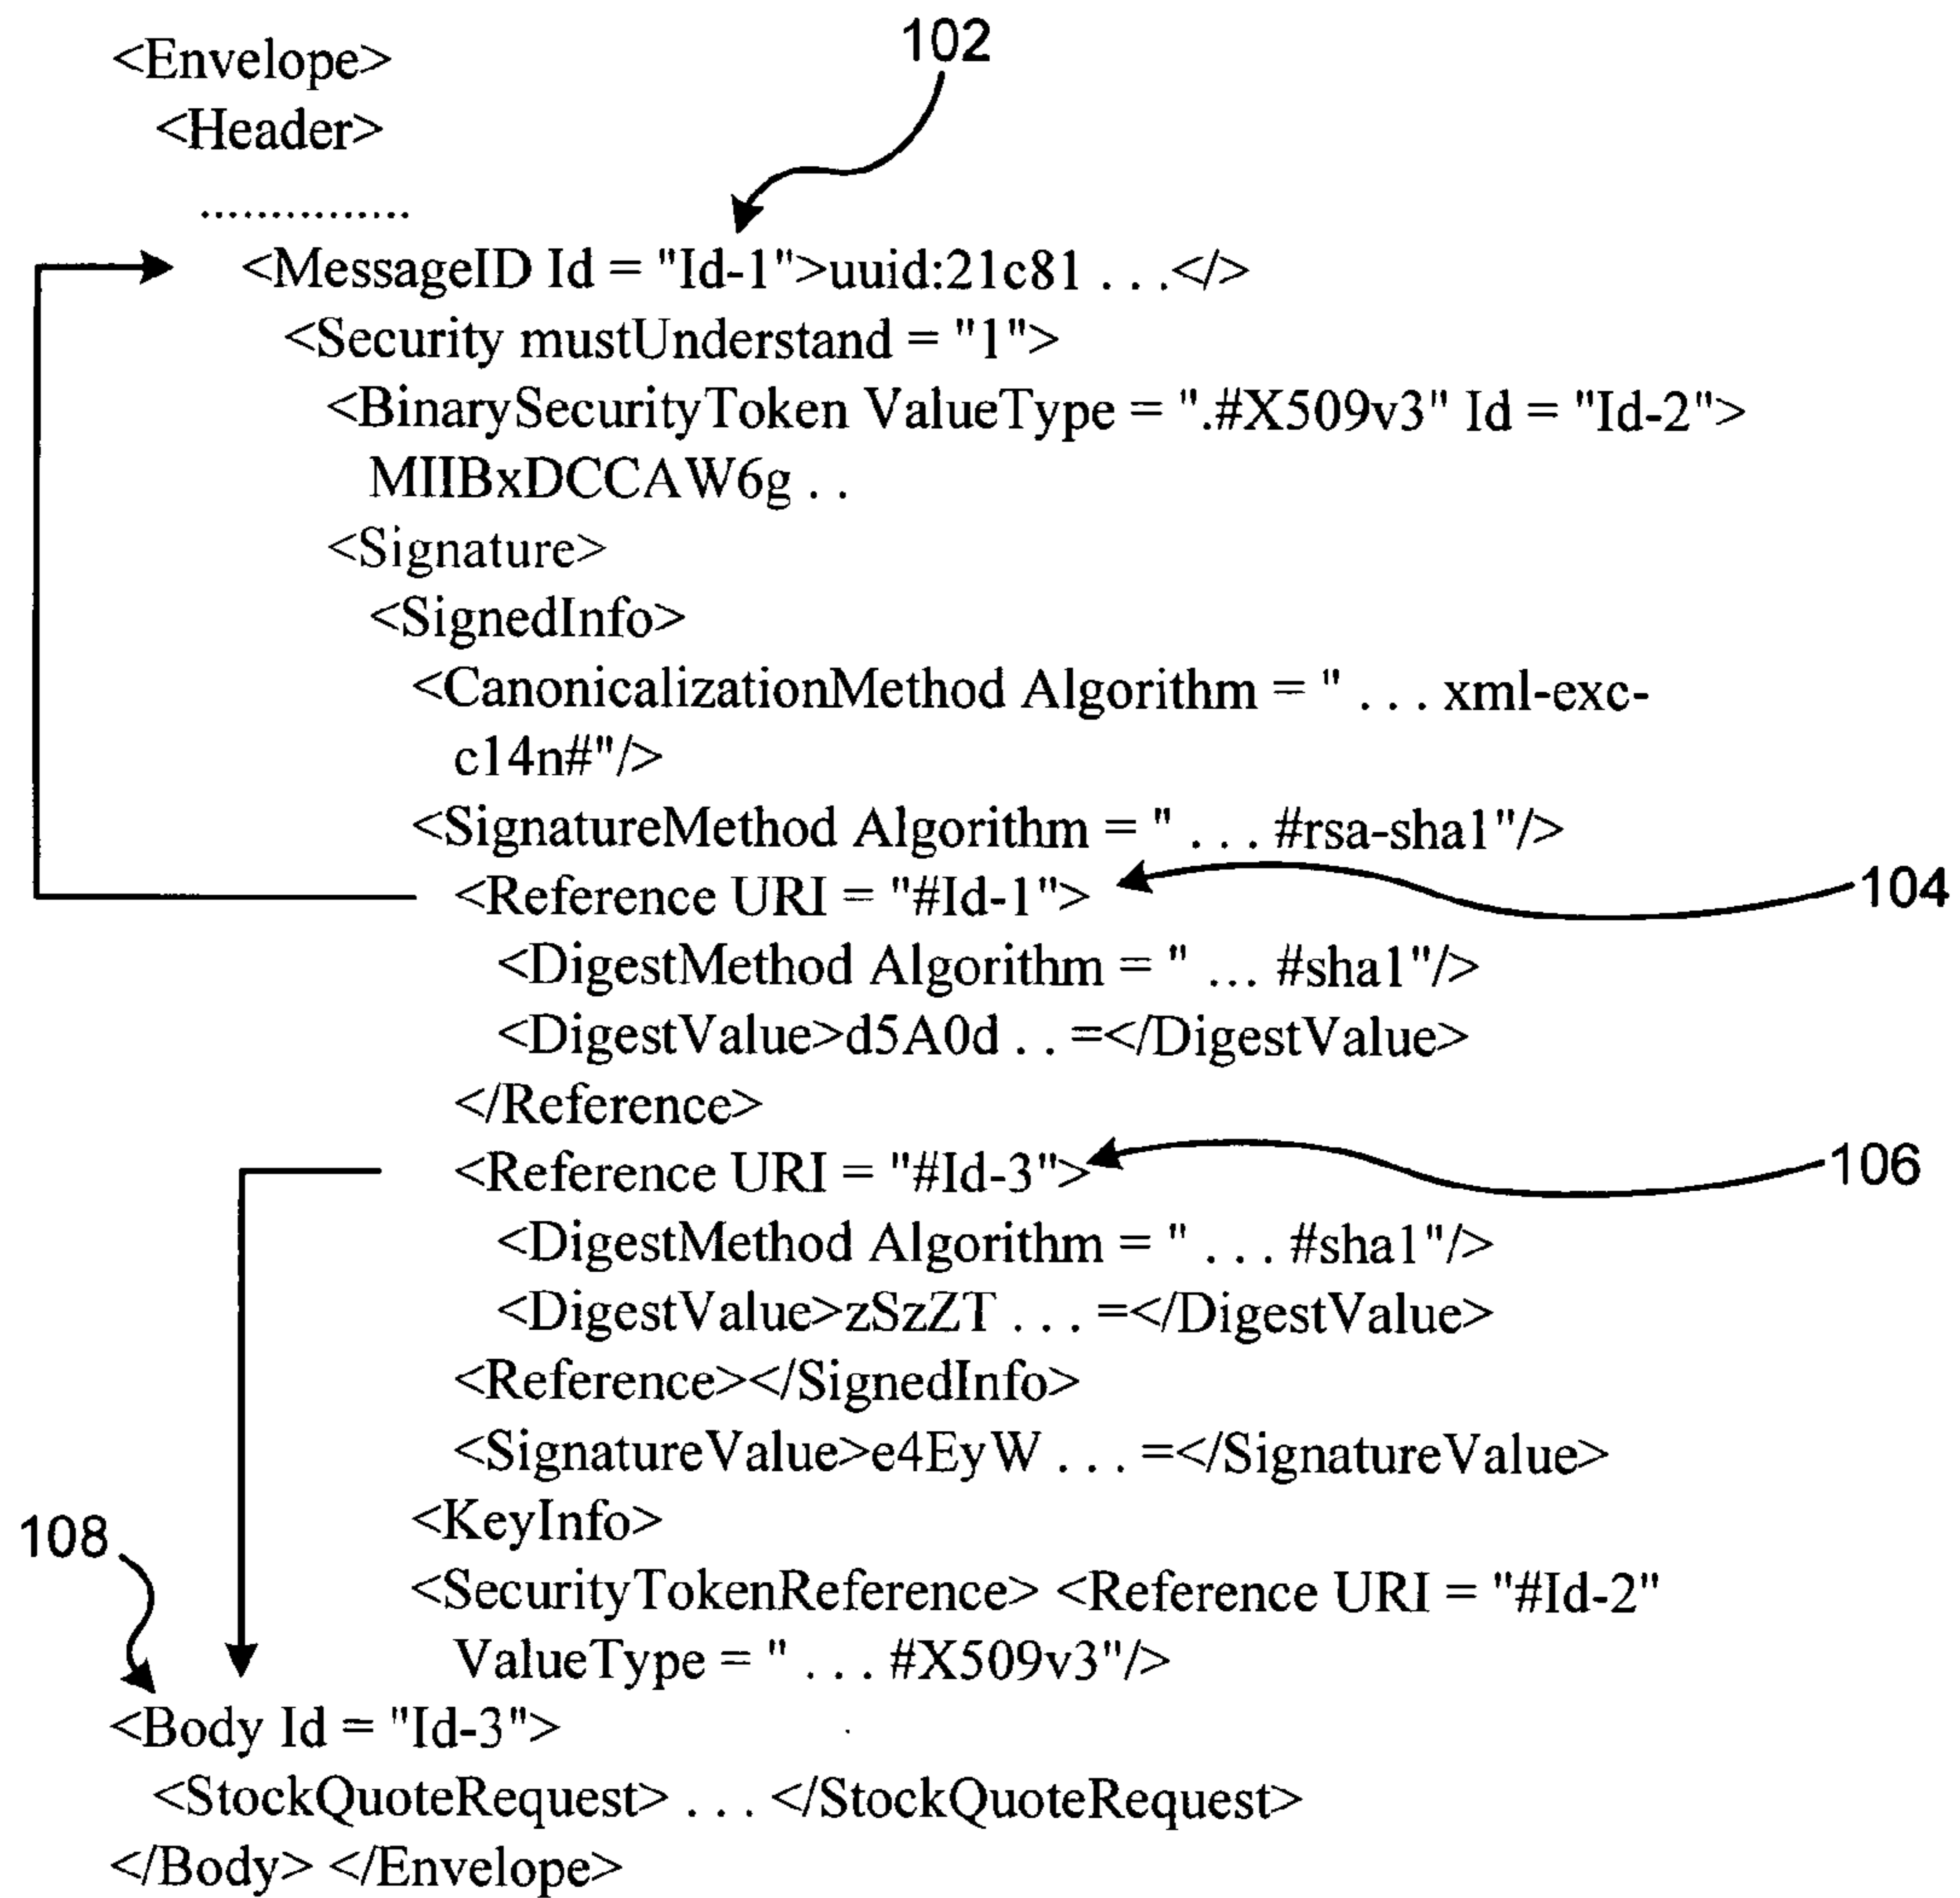 102
<Envelope>
<Header>
...............
<MessageID Id = "Id-1">uuid:21c81 . . .</>
<Security mustUnderstand = "1">
<BinarySecurityToken ValueType = ".#X509v3" Id = "Id-2">
MIIBxDCCAW6g . .
<Signature>
<SignedInfo>
<CanonicalizationMethod Algorithm = " . . . xml-exc-
c14n#"/>
<SignatureMethod Algorithm = " . . . #rsa-sha1"/>
<Reference URI = "#Id-1"> 104
<DigestMethod Algorithm = " ... #sha1"/>
<DigestValue>d5A0d . . =</DigestValue>
</Reference>
<Reference URI = "#Id-3"> 106
<DigestMethod Algorithm = " . . . #sha1"/>
<DigestValue>zSzZT . . . =</DigestValue>
<Reference></SignedInfo>
<SignatureValue>e4EyW . . . =</SignatureValue>
<KeyInfo>
108
<SecurityTokenReference> <Reference URI = "#Id-2"
ValueType = " . . . #X509v3"/>
<Body Id = "Id-3">
<StockQuoteRequest> . . . </StockQuoteRequest>
</Body> </Envelope>